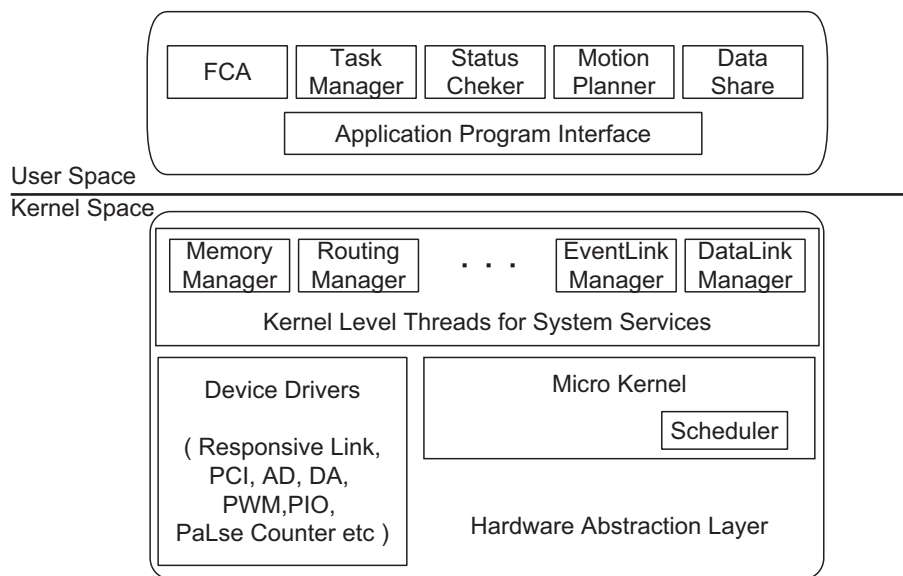 FCA
Task
Manager
Status
Cheker
Motion
Planner
Data
Share
Application Program Interface
User Space
Kernel Space
Memory
Manager
Routing
Manager
. . .
EventLink
Manager
DataLink
Manager
Kernel Level Threads for System Services
Device Drivers
( Responsive Link,
PCI, AD, DA,
PWM,PIO,
PaLse Counter etc )
Micro Kernel
Scheduler
Hardware Abstraction Layer